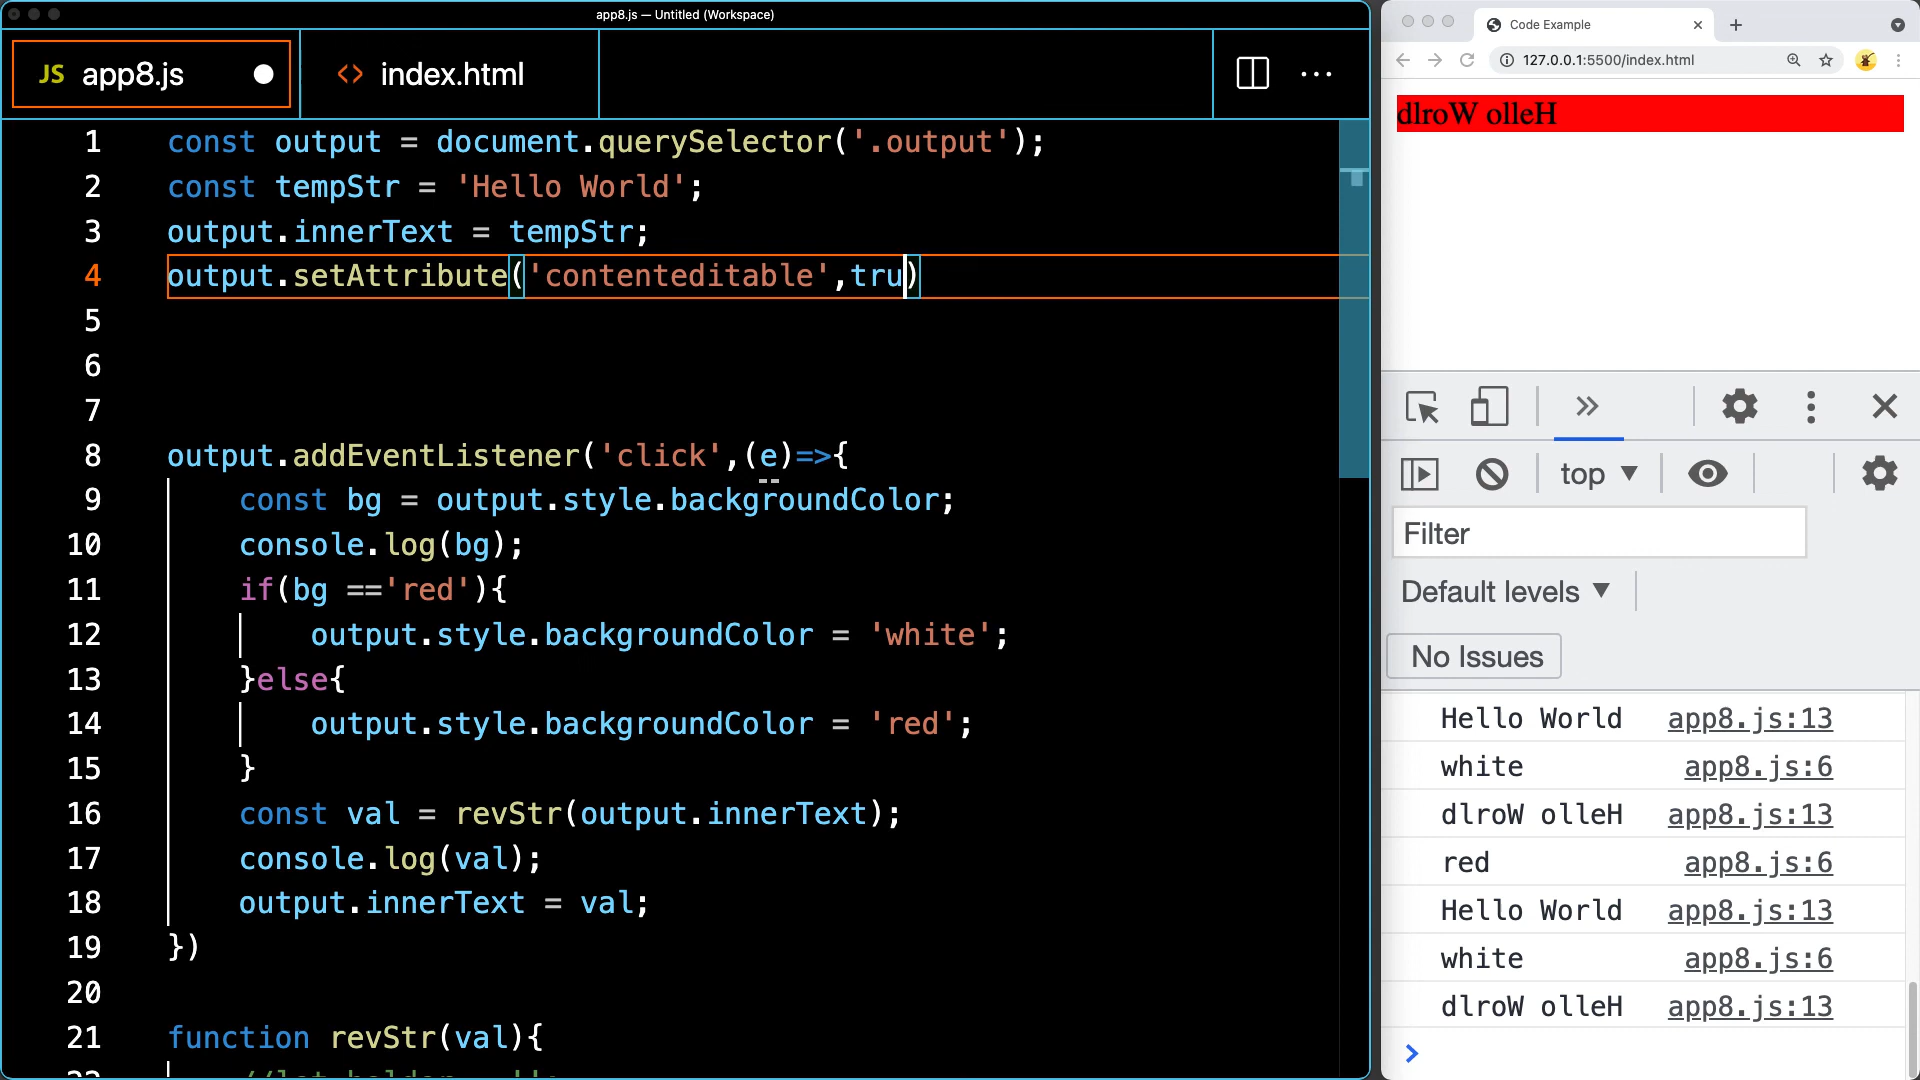 app8.js — Untitled (Workspace)
JS app8.js
<> index.html
1 const output = document.querySelector('.output');
2 const tempStr = 'Hello World';
3 output.innerText = tempStr;
4 output.setAttribute('contenteditable',tru)
5
6
7
8 output.addEventListener('click',(e)=>{
9 const bg = output.style.backgroundColor;
10 console.log(bg);
11 if(bg =='red'){
12 output.style.backgroundColor = 'white';
13 }else{
14 output.style.backgroundColor = 'red';
15 }
16 const val = revStr(output.innerText);
17 console.log(val);
18 output.innerText = val;
19 })
20
21 function revStr(val){
Code Example
127.0.0.1:5500/index.html
dlroW olleH
top
Filter
Default levels
No Issues
Hello World app8.js:13
white app8.js:6
dlroW olleH app8.js:13
red app8.js:6
Hello World app8.js:13
white app8.js:6
dlroW olleH app8.js:13